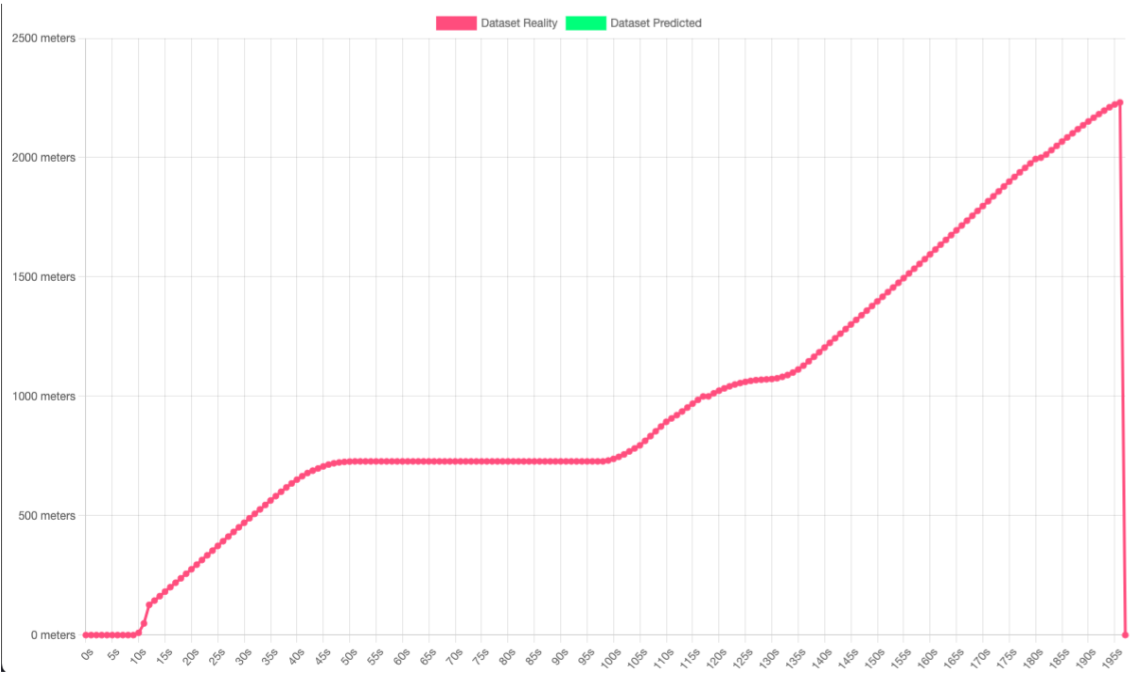 Dataset Reality Dataset Predicted
2500 meters
2000 meters
1500 meters
1000 meters
500 meters
0 meters
0s 5s 10s 15s 20s 25s 30s 35s 40s 45s 50s 55s 60s 65s 70s 75s 80s 85s 90s 95s 100s 105s 110s 115s 120s 125s 130s 135s 140s 145s 150s 155s 160s 165s 170s 175s 180s 185s 190s 195s